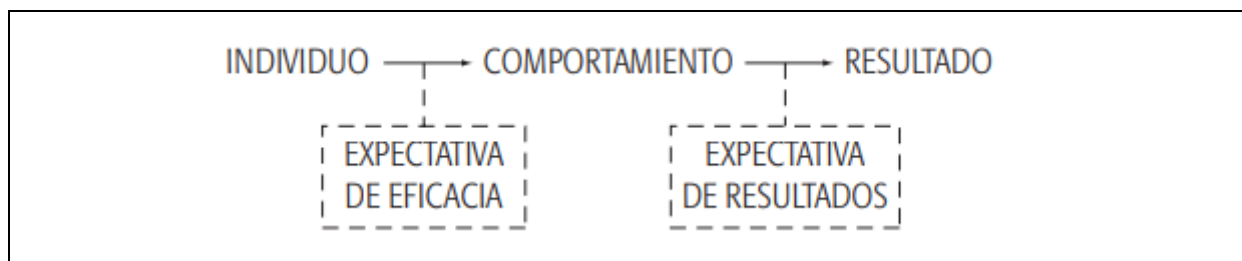 INDIVIDUO COMPORTAMIENTO RESULTADO
EXPECTATIVA
DE EFICACIA
EXPECTATIVA
DE RESULTADOS